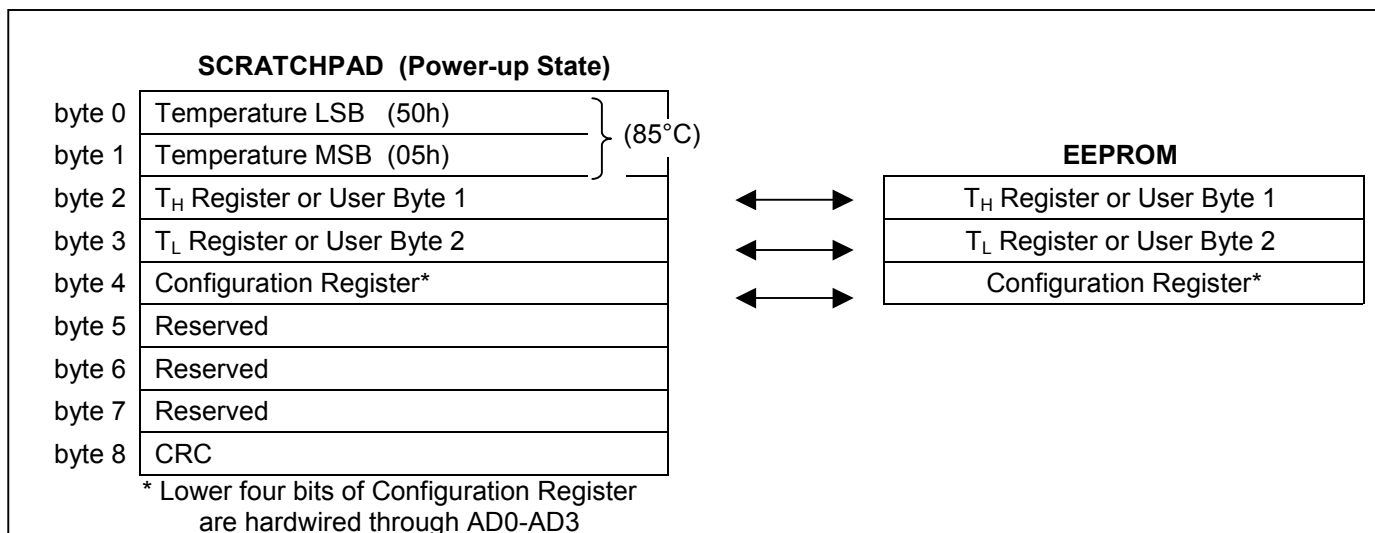 SCRATCHPAD (Power-up State)
byte 0 Temperature LSB (50h)
(85°C)
byte 1 Temperature MSB (05h)
EEPROM
byte 2 TH Register or User Byte 1 TH Register or User Byte 1
byte 3 TL Register or User Byte 2 TL Register or User Byte 2
byte 4 Configuration Register* Configuration Register*
byte 5 Reserved
byte 6 Reserved
byte 7 Reserved
byte 8 CRC
* Lower four bits of Configuration Register
are hardwired through AD0-AD3